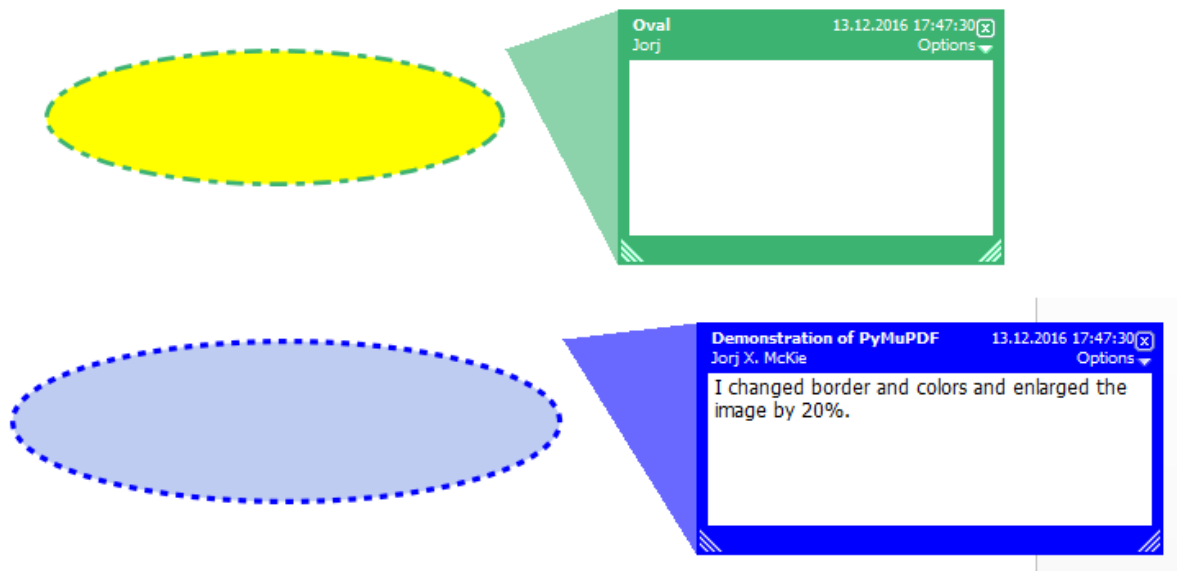 Oval 13.12.2016 17:47:30
Jorj Options
Demonstration of PyMuPDF 13.12.2016 17:47:30
Jorj X. McKie Options
I changed border and colors and enlarged the
image by 20%.